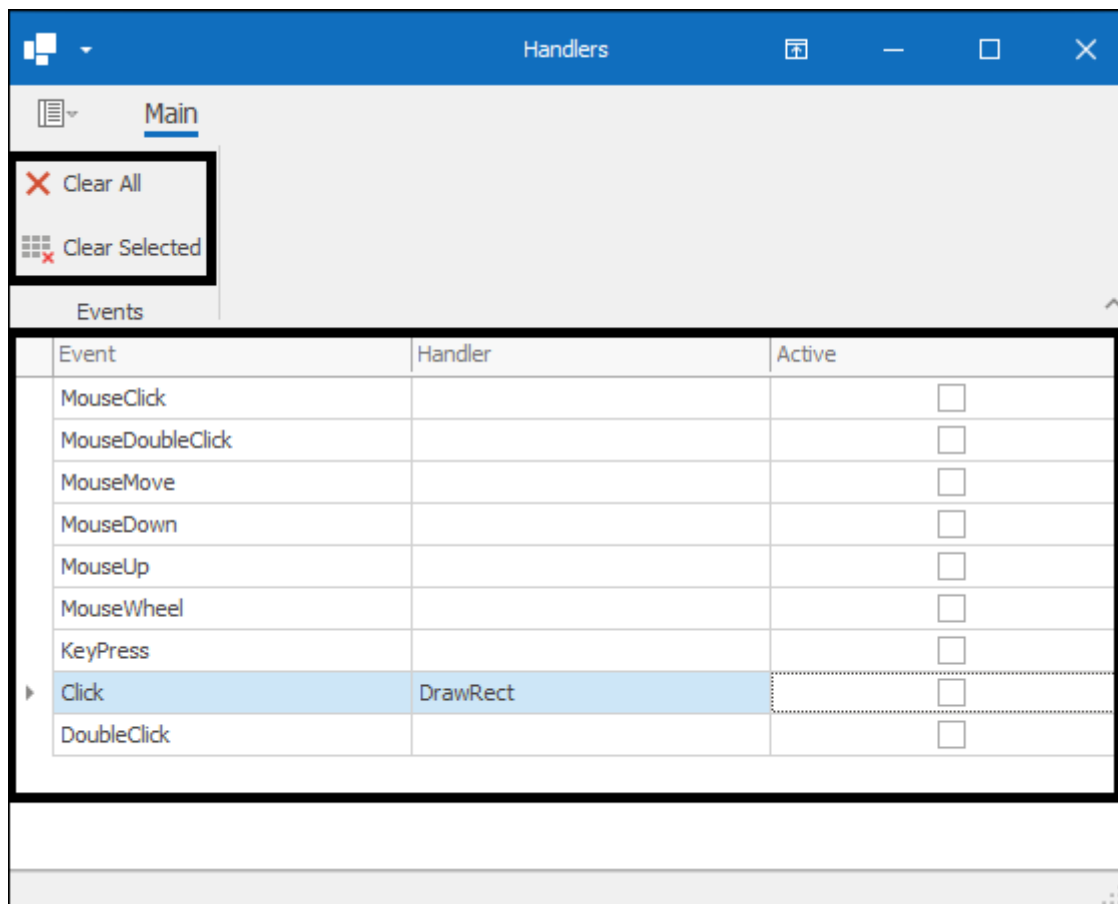 Handlers
Main
Clear All
Clear Selected
Events
Event Handler Active
MouseClick
MouseDoubleClick
MouseMove
MouseDown
MouseUp
MouseWheel
KeyPress
Click DrawRect
DoubleClick